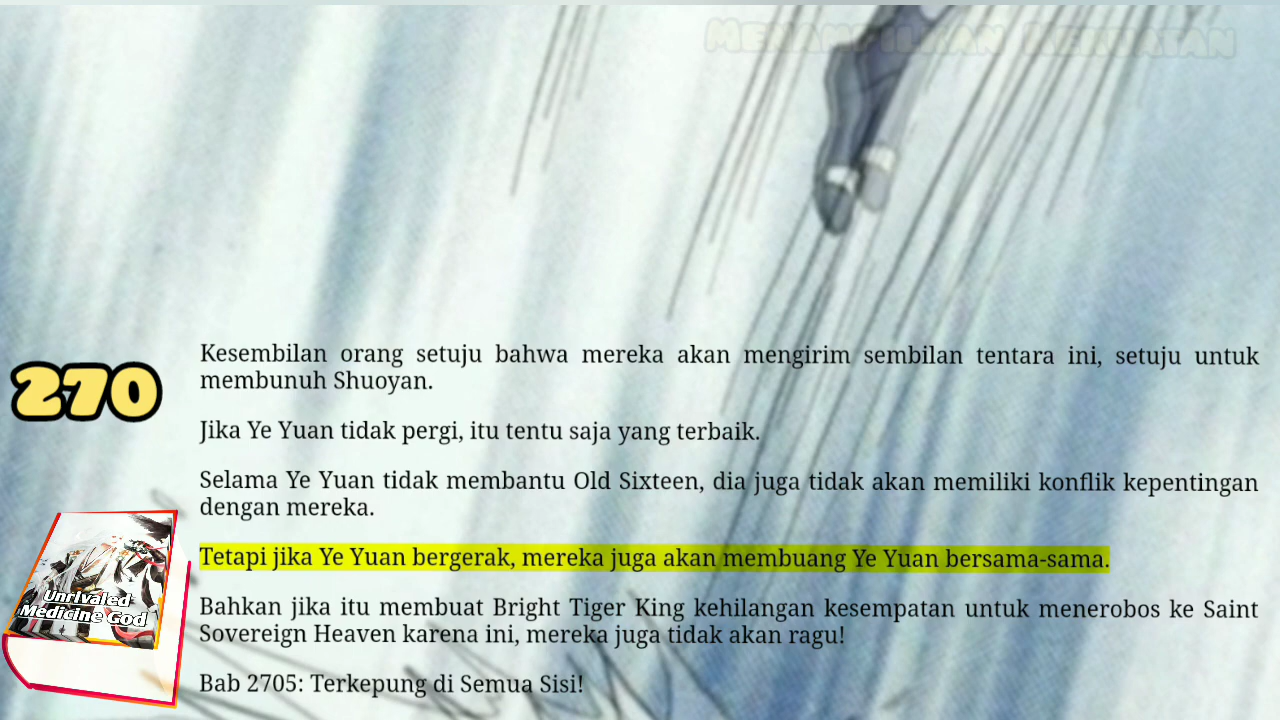 Menampilkan Kekuatan
270
Kesembilan orang setuju bahwa mereka akan mengirim sembilan tentara ini, setuju untuk
membunuh Shuoyan.
Jika Ye Yuan tidak pergi, itu tentu saja yang terbaik.
Selama Ye Yuan tidak membantu Old Sixteen, dia juga tidak akan memiliki konflik kepentingan
dengan mereka.
Tetapi jika Ye Yuan bergerak, mereka juga akan membuang Ye Yuan bersama-sama.
Bahkan jika itu membuat Bright Tiger King kehilangan kesempatan untuk menerobos ke Saint
Sovereign Heaven karena ini, mereka juga tidak akan ragu!
Bab 2705: Terkepung di Semua Sisi!
Unrivaled
Medicine God